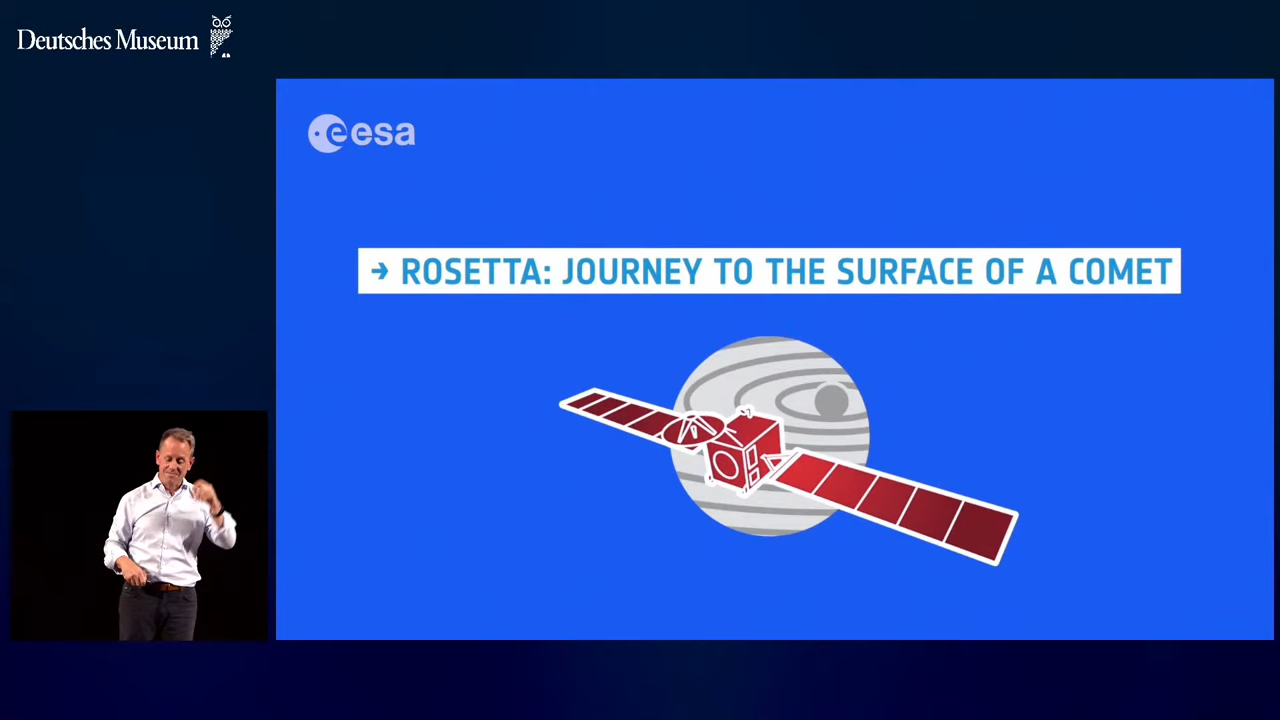 Deutsches Museum
esa
→ ROSETTA: JOURNEY TO THE SURFACE OF A COMET